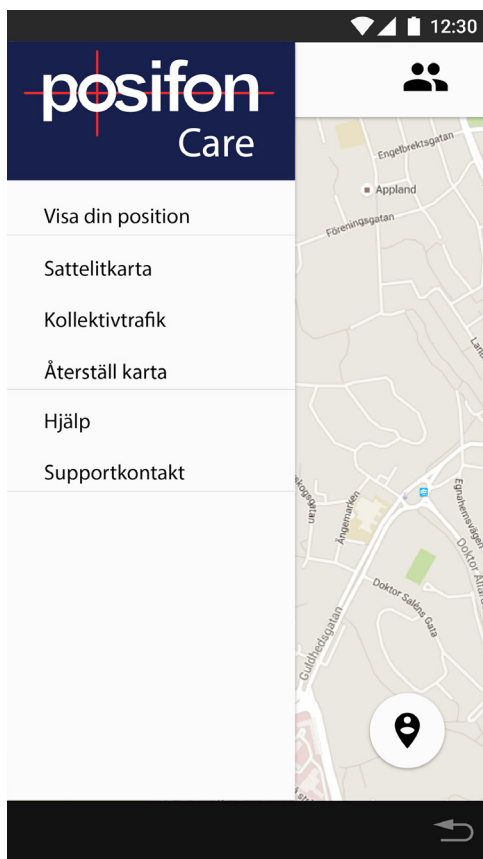 12:30
posifon
Care
Visa din position
Sattelitkarta
Kollektivtrafik
Återställ karta
Hjälp
Supportkontakt
Engelbrektsgatan
Appland
Föreningsgatan
Ängemarken
Egnahemsvägen
Doktor
Doktor Saléns Gata
Guldhedsgatan